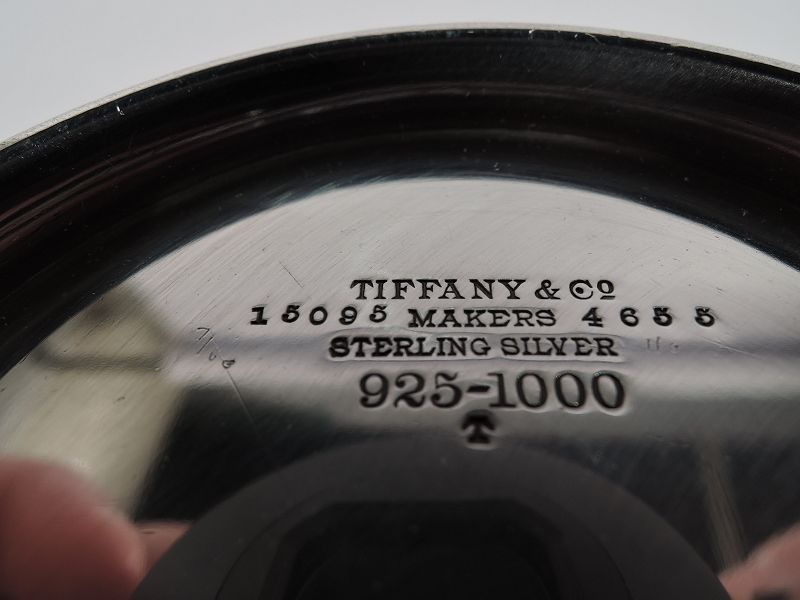 TIFFANY & Co
15095 MAKERS 4655
STERLING SILVER
925-1000
T